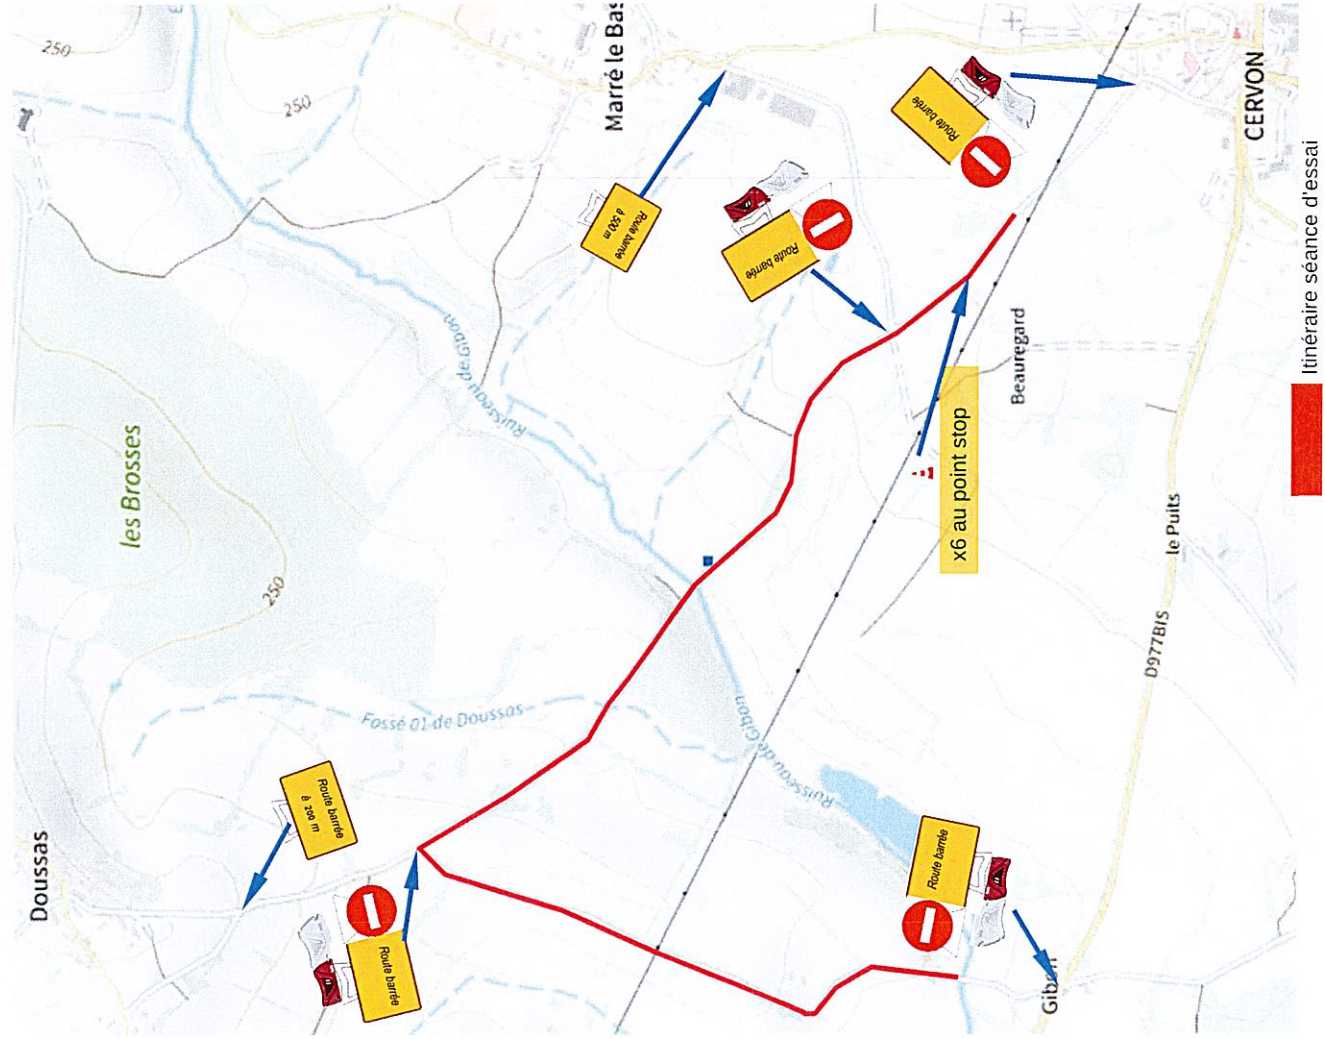 250
250
250
les Brosses
Marré le Bas
CERVON
Doussas
Ruisseau de Gibon
Ruisseau de Gibon
Fossé 01 de Doussas
Beauregard
le Puits
D977BIS
Gibon
Route barrée
à 500 m
Route barrée
Route barrée
Route barrée
à 200 m
Route barrée
Route barrée
x6 au point stop
Itinéraire séance d'essai